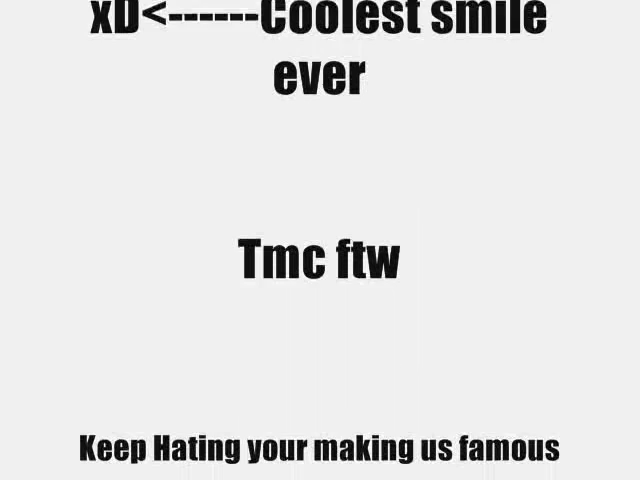 xD<------Coolest smile
ever
Tmc ftw
Keep Hating your making us famous